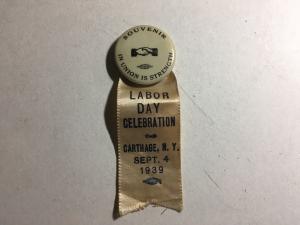 SOUVENIR
IN UNION IS STRENGTH
LABOR
DAY
CELEBRATION
CARTHAGE, N. Y.
SEPT. 4
1939